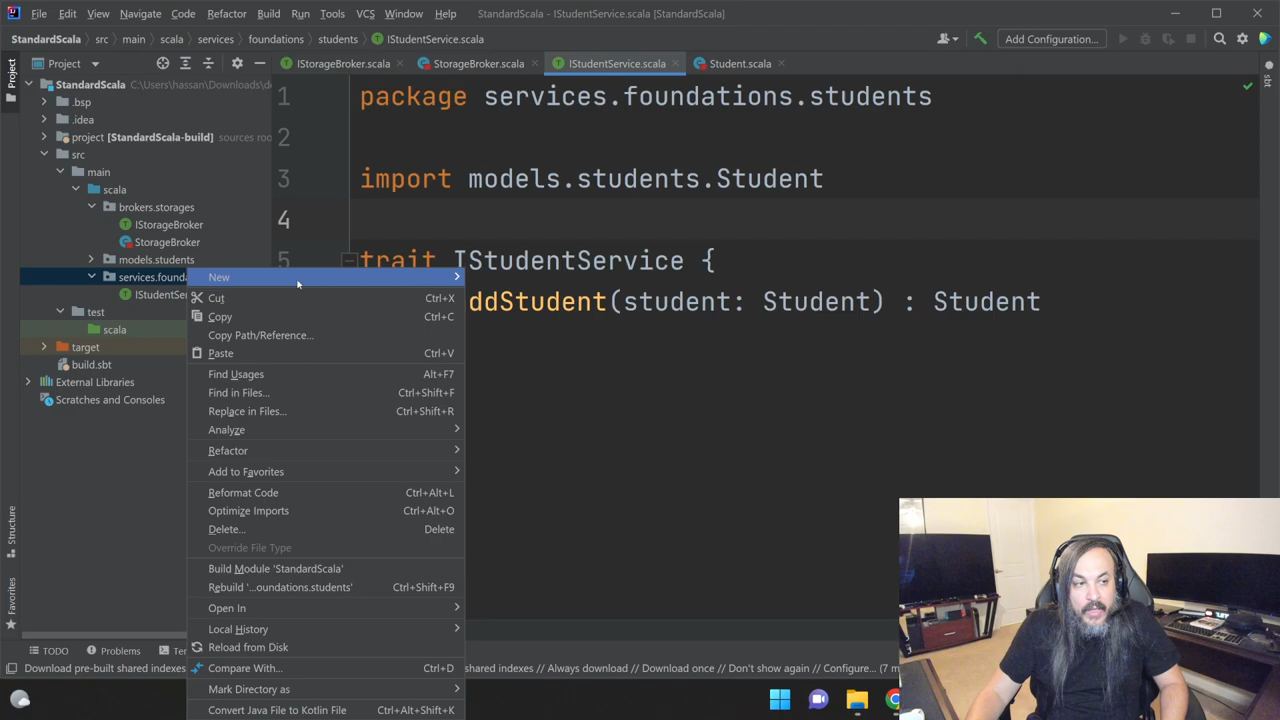 File Edit View Navigate Code Refactor Build Run Tools VCS Window Help StandardScala - IStudentService.scala [StandardScala]
StandardScala src main scala services foundations students IStudentService.scala Add Configuration...
Project IStorageBroker.scala StorageBroker.scala IStudentService.scala Student.scala
Project
StandardScala C:\Users\hassan\Downloads\d
.bsp
.idea
project [StandardScala-build] sources roo
src
main
scala
brokers.storages
IStorageBroker
StorageBroker
models.students
services.founda
IStudentSer
test
scala
target
build.sbt
External Libraries
Scratches and Consoles
1 package services.foundations.students
2
3 import models.students.Student
4
5 trait IStudentService {
ddStudent(student: Student) : Student
New
Cut Ctrl+X
Copy Ctrl+C
Copy Path/Reference...
Paste Ctrl+V
Find Usages Alt+F7
Find in Files... Ctrl+Shift+F
Replace in Files... Ctrl+Shift+R
Analyze
Refactor
Add to Favorites
Reformat Code Ctrl+Alt+L
Optimize Imports Ctrl+Alt+O
Delete... Delete
Override File Type
Build Module 'StandardScala'
Rebuild '...oundations.students' Ctrl+Shift+F9
Open In
Local History
Reload from Disk
Compare With... Ctrl+D
Mark Directory as
Convert Java File to Kotlin File Ctrl+Alt+Shift+K
sbt
Structure
Favorites
TODO Problems Ter
Download pre-built shared indexes shared indexes // Always download // Download once // Don't show again // Configure... (7 m